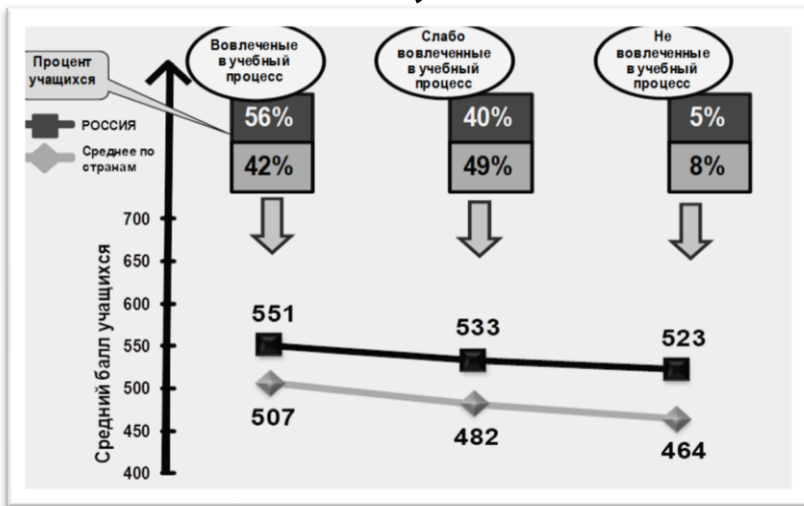 Процент
учащихся
РОССИЯ
Среднее по
странам
Вовлеченые
в учебный
процесс
Слабо
вовлеченные
в учебный
процесс
Не
вовлеченные
в учебный
процесс
56%
40%
5%
42%
49%
8%
Средний балл учащихся
700
650
600
550
500
450
400
551
533
523
507
482
464